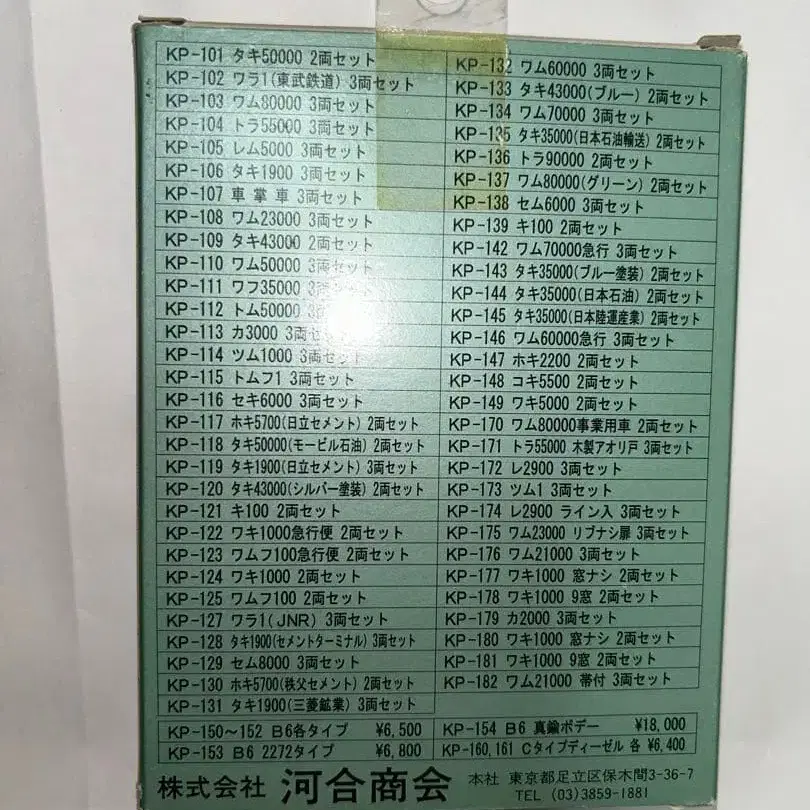 KP-101 タキ50000 2両セット
KP-102 ワラ1(東武鉄道) 3両セット
KP-103 ワム80000 3両セット
KP-104 トラ55000 3両セット
KP-105 レム5000 3両セット
KP-106 タキ1900 3両セット
KP-107 車掌車 3両セット
KP-108 ワム23000 3両セット
KP-109 タキ43000 2両セット
KP-110 ワム50000 3両セット
KP-111 ワフ35000 3両セット
KP-112 トム50000 3両セット
KP-113 カ3000 3両セット
KP-114 ツム1000 3両セット
KP-115 トムフ1 3両セット
KP-116 セキ6000 3両セット
KP-117 ホキ5700(日立セメント) 2両セット
KP-118 タキ50000(モービル石油) 2両セット
KP-119 タキ1900(日立セメント) 3両セット
KP-120 タキ43000(シルバー塗装) 2両セット
KP-121 キ100 2両セット
KP-122 ワキ1000急行便 2両セット
KP-123 ワムフ100急行便 2両セット
KP-124 ワキ1000 2両セット
KP-125 ワムフ100 2両セット
KP-127 ワラ1(JNR) 3両セット
KP-128 タキ1900(セメントターミナル) 3両セット
KP-129 セム8000 3両セット
KP-130 ホキ5700(秩父セメント) 2両セット
KP-131 タキ1900(三菱鉱業) 3両セット
KP-132 ワム60000 3両セット
KP-133 タキ43000(ブルー) 2両セット
KP-134 ワム70000 3両セット
KP-135 タキ35000(日本石油輸送) 2両セット
KP-136 トラ90000 2両セット
KP-137 ワム80000(グリーン) 2両セット
KP-138 セム6000 3両セット
KP-139 キ100 2両セット
KP-142 ワム70000急行 3両セット
KP-143 タキ35000(ブルー塗装) 2両セット
KP-144 タキ35000(日本石油) 2両セット
KP-145 タキ35000(日本陸運産業) 2両セット
KP-146 ワム60000急行 3両セット
KP-147 ホキ2200 2両セット
KP-148 コキ5500 2両セット
KP-149 ワキ5000 2両セット
KP-170 ワム80000事業用車 2両セット
KP-171 トラ55000 木製アオリ戸 3両セット
KP-172 レ2900 3両セット
KP-173 ツム1 3両セット
KP-174 レ2900 ライン入 3両セット
KP-175 ワム23000 リブナシ扉 3両セット
KP-176 ワム21000 3両セット
KP-177 ワキ1000 窓ナシ 2両セット
KP-178 ワキ1000 9窓 2両セット
KP-179 カ2000 3両セット
KP-180 ワキ1000 窓ナシ 2両セット
KP-181 ワキ1000 9窓 2両セット
KP-182 ワム21000 帯付 3両セット
KP-150～152 B6各タイプ ¥6,500
KP-153 B6 2272タイプ ¥6,800
KP-154 B6 真鍮ボデー ¥18,000
KP-160,161 Cタイプディーゼル 各 ¥6,400
株式会社 河合商会 本社 東京都足立区保木間3-36-7
TEL (03)3859-1881